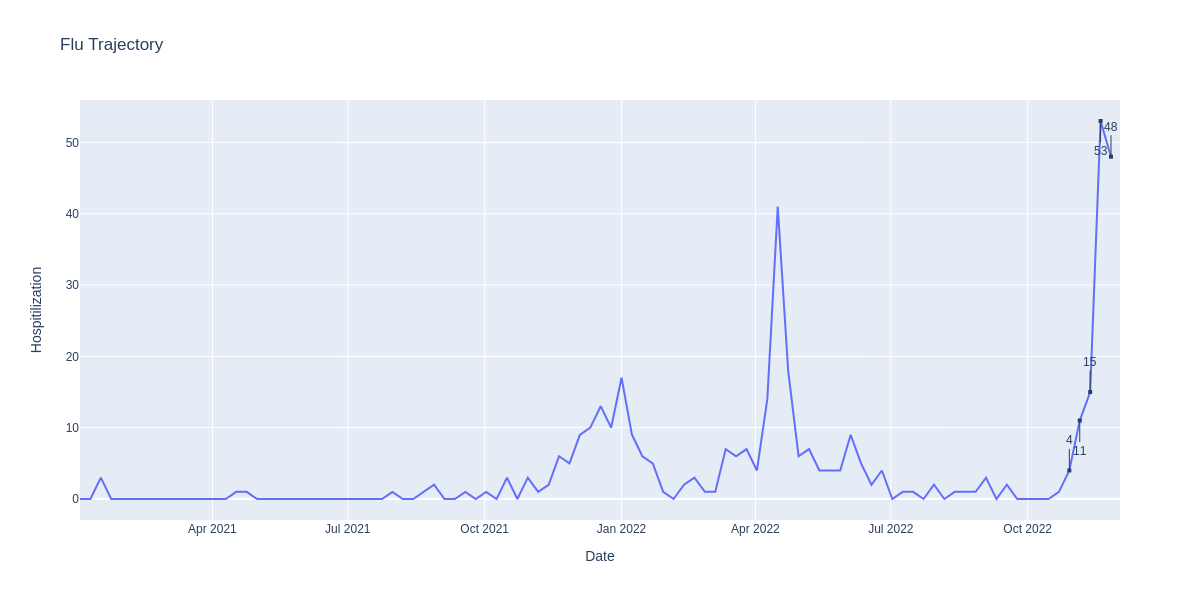 Flu Trajectory
Hospitilization
50
40
30
20
10
0
53
48
15
4
11
Apr 2021
Jul 2021
Oct 2021
Jan 2022
Apr 2022
Jul 2022
Oct 2022
Date